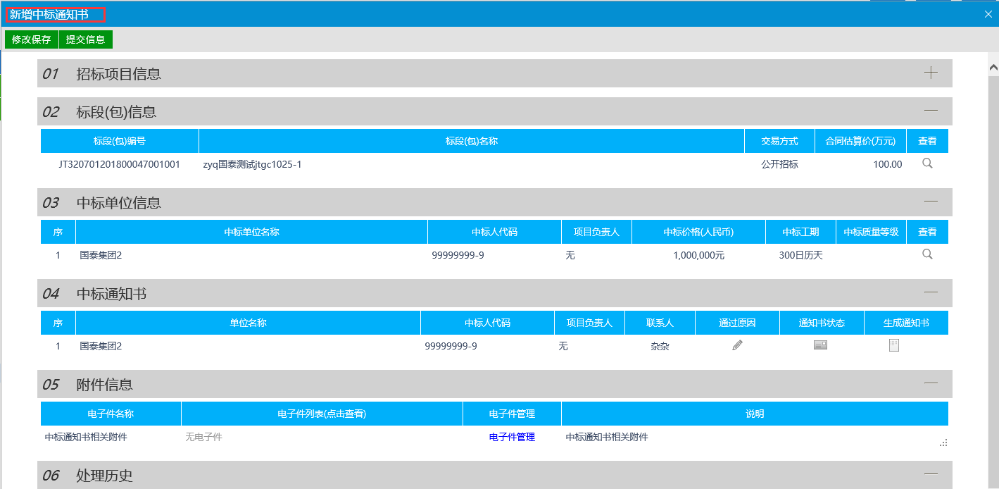 新增中标通知书
修改保存 提交信息
01 招标项目信息
02 标段(包)信息
标段(包)编号 标段(包)名称 交易方式 合同估算价(万元) 查看
JT320701201800047001001 zyq国泰测试jtgc1025-1 公开招标 100.00
03 中标单位信息
序 中标单位名称 中标人代码 项目负责人 中标价格(人民币) 中标工期 中标质量等级 查看
1 国泰集团2 99999999-9 无 1,000,000元 300日历天
04 中标通知书
序 单位名称 中标人代码 项目负责人 联系人 通过原因 通知书状态 生成通知书
1 国泰集团2 99999999-9 无 杂杂
05 附件信息
电子件名称 电子件列表(点击查看) 电子件管理 说明
中标通知书相关附件 无电子件 电子件管理 中标通知书相关附件
06 处理历史